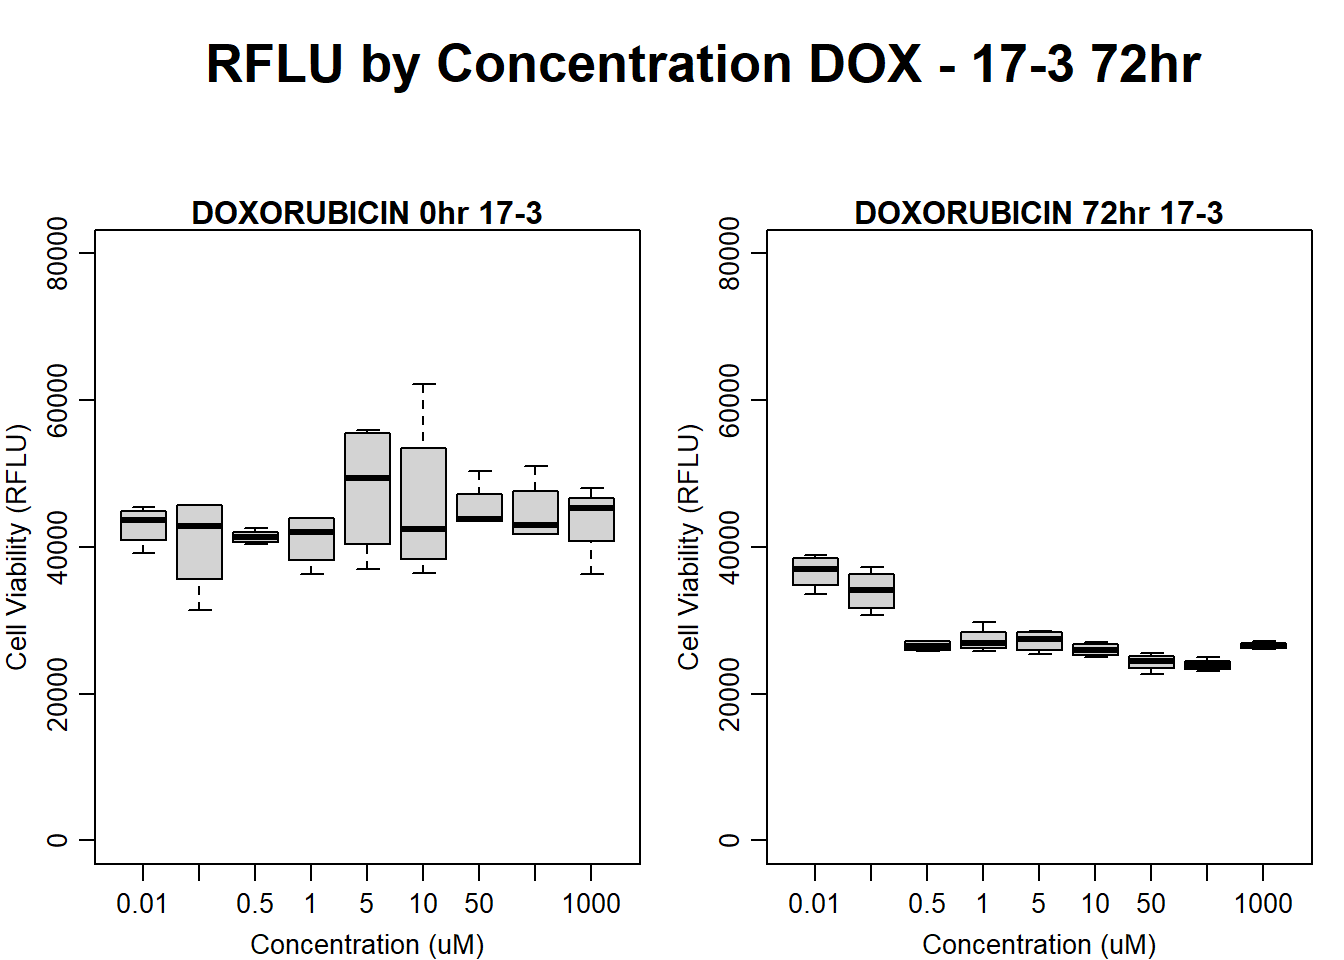 RFLU by Concentration DOX - 17-3 72hr
DOXORUBICIN 0hr 17-3
Cell Viability (RFLU)
80000
60000
40000
20000
0
0.01 0.5 1 5 10 50 1000
Concentration (uM)
DOXORUBICIN 72hr 17-3
Cell Viability (RFLU)
80000
60000
40000
20000
0
0.01 0.5 1 5 10 50 1000
Concentration (uM)